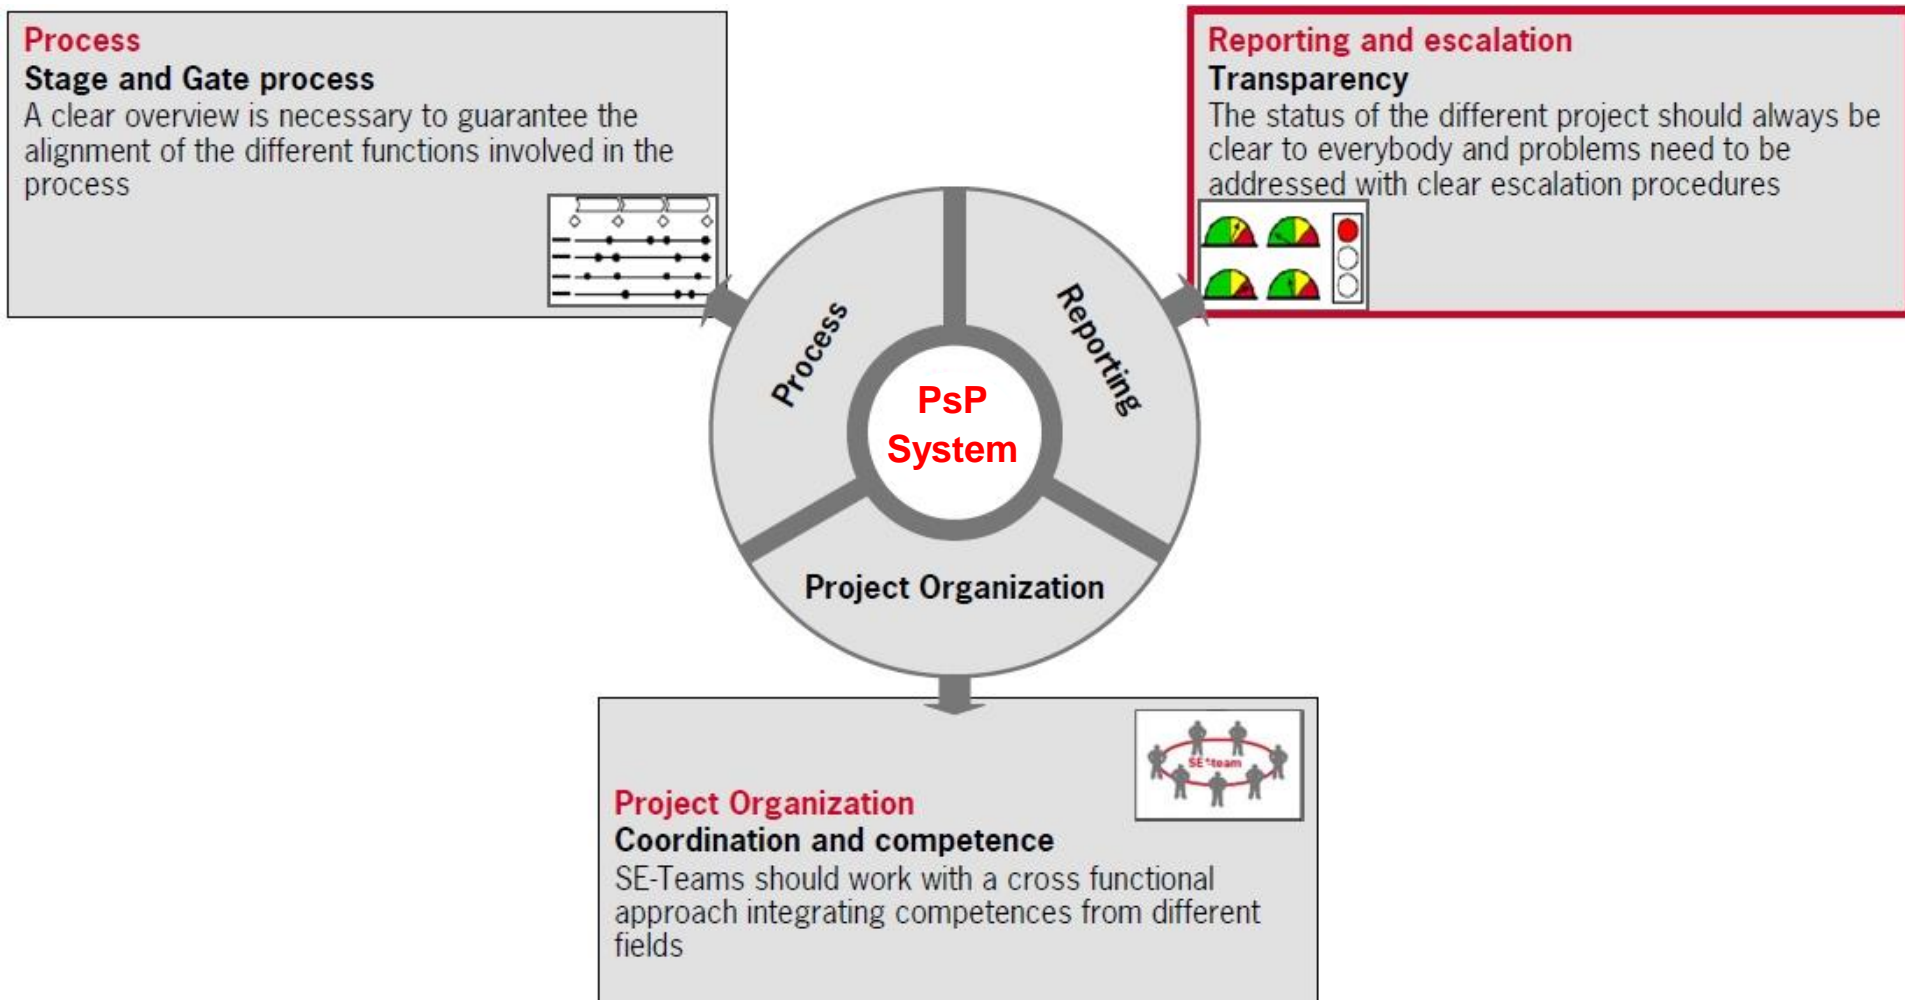 Process
Stage and Gate process
A clear overview is necessary to guarantee the
alignment of the different functions involved in the
process
Reporting and escalation
Transparency
The status of the different project should always be
clear to everybody and problems need to be
addressed with clear escalation procedures
Process
Reporting
PsP
System
Project Organization
SE-team
Project Organization
Coordination and competence
SE-Teams should work with a cross functional
approach integrating competences from different
fields